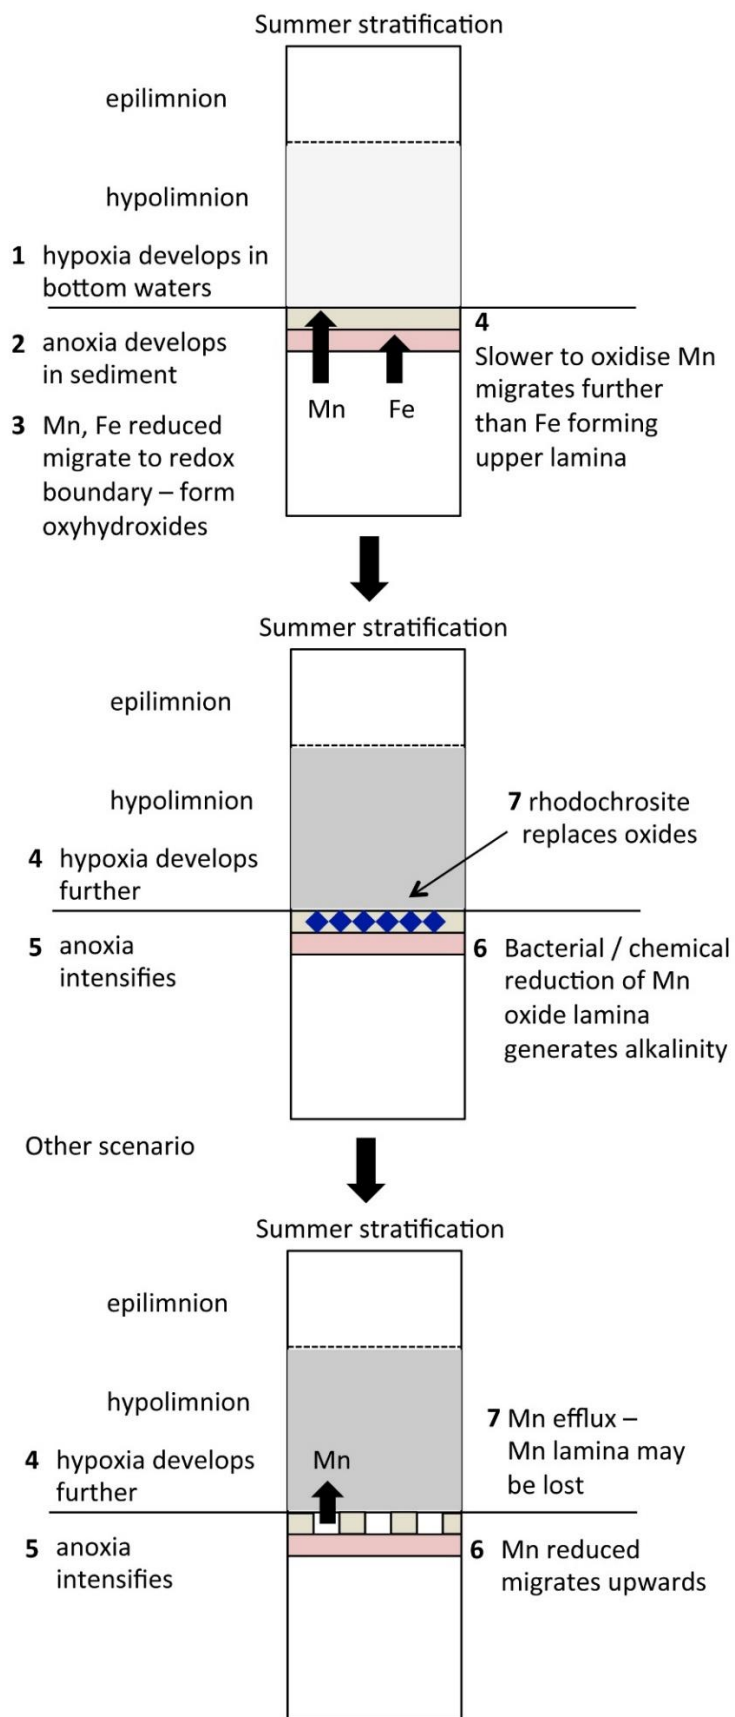 Summer stratification
epilimnion
hypolimnion
1 hypoxia develops in
bottom waters
2 anoxia develops
in sediment
3 Mn, Fe reduced
migrate to redox
boundary – form
oxyhydroxides
Mn
Fe
4
Slower to oxidise Mn
migrates further
than Fe forming
upper lamina
Summer stratification
epilimnion
hypolimnion
7 rhodochrosite
replaces oxides
4 hypoxia develops
further
5 anoxia
intensifies
6 Bacterial / chemical
reduction of Mn
oxide lamina
generates alkalinity
Other scenario
Summer stratification
epilimnion
hypolimnion
7 Mn efflux –
Mn lamina may
be lost
4 hypoxia develops
further
Mn
5 anoxia
intensifies
6 Mn reduced
migrates upwards